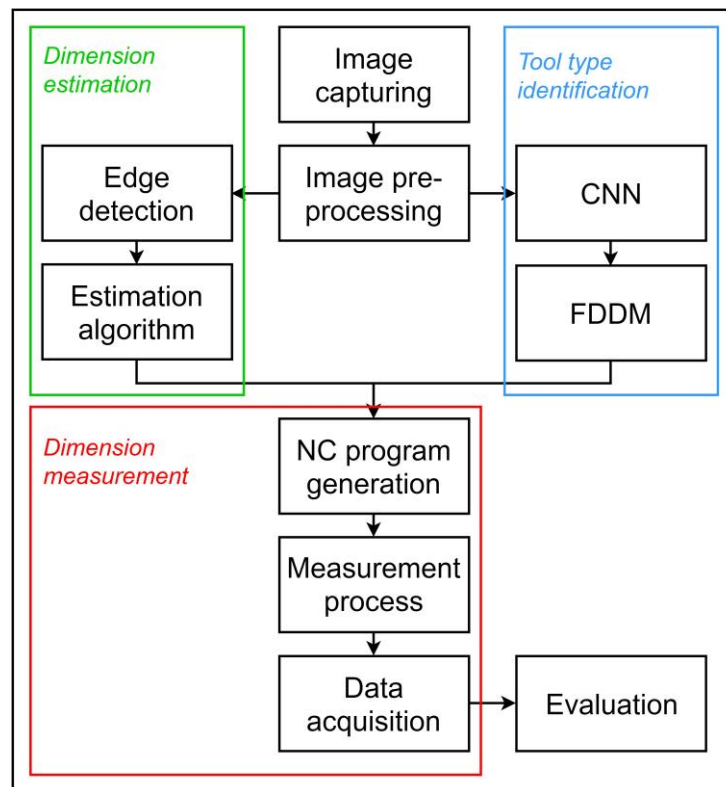 Dimension
estimation
Image
capturing
Tool type
identification
Edge
detection
Image pre-
processing
CNN
Estimation
algorithm
FDDM
Dimension
measurement
NC program
generation
Measurement
process
Data
acquisition
Evaluation